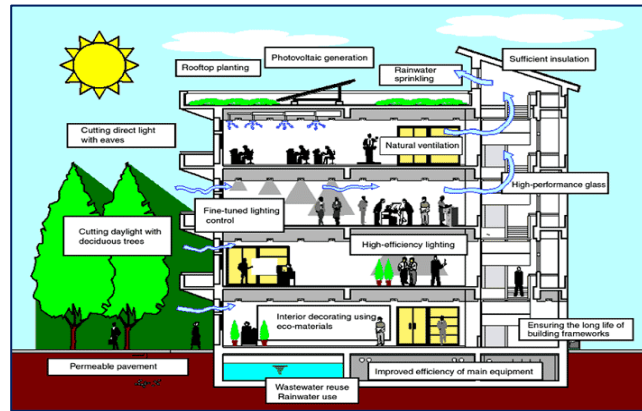 Photovoltaic generation
Sufficient insulation
Rooftop planting
Rainwater
sprinkling
Cutting direct light
with eaves
Natural ventilation
High-performance glass
Fine-tuned lighting
control
Cutting daylight with
deciduous trees
High-efficiency lighting
Interior decorating using
eco-materials
Ensuring the long life of
building frameworks
Permeable pavement
Improved efficiency of main equipment
Wastewater reuse
Rainwater use